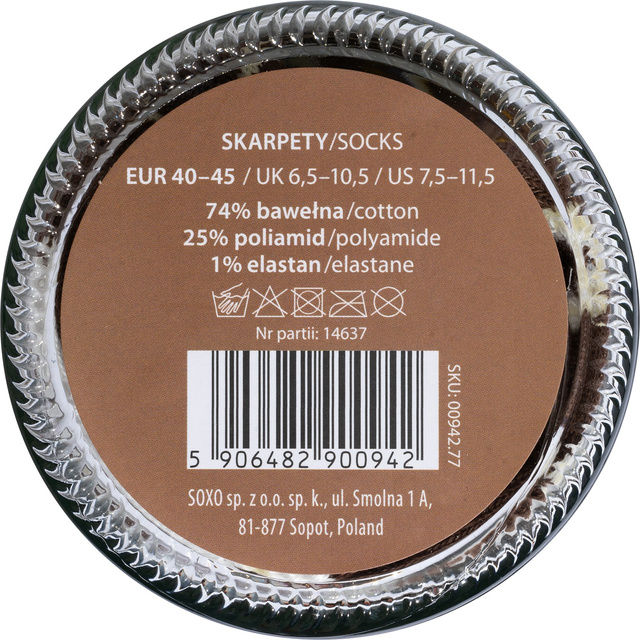 SKARPETY/SOCKS
EUR 40–45 / UK 6,5–10,5 / US 7,5–11,5
74% bawełna/cotton
25% poliamid/polyamide
1% elastan/elastane
Nr partii: 14637
SKU: 00942.77
5 906482 900942
SOXO sp. z o.o. sp. k., ul. Smolna 1 A,
81-877 Sopot, Poland